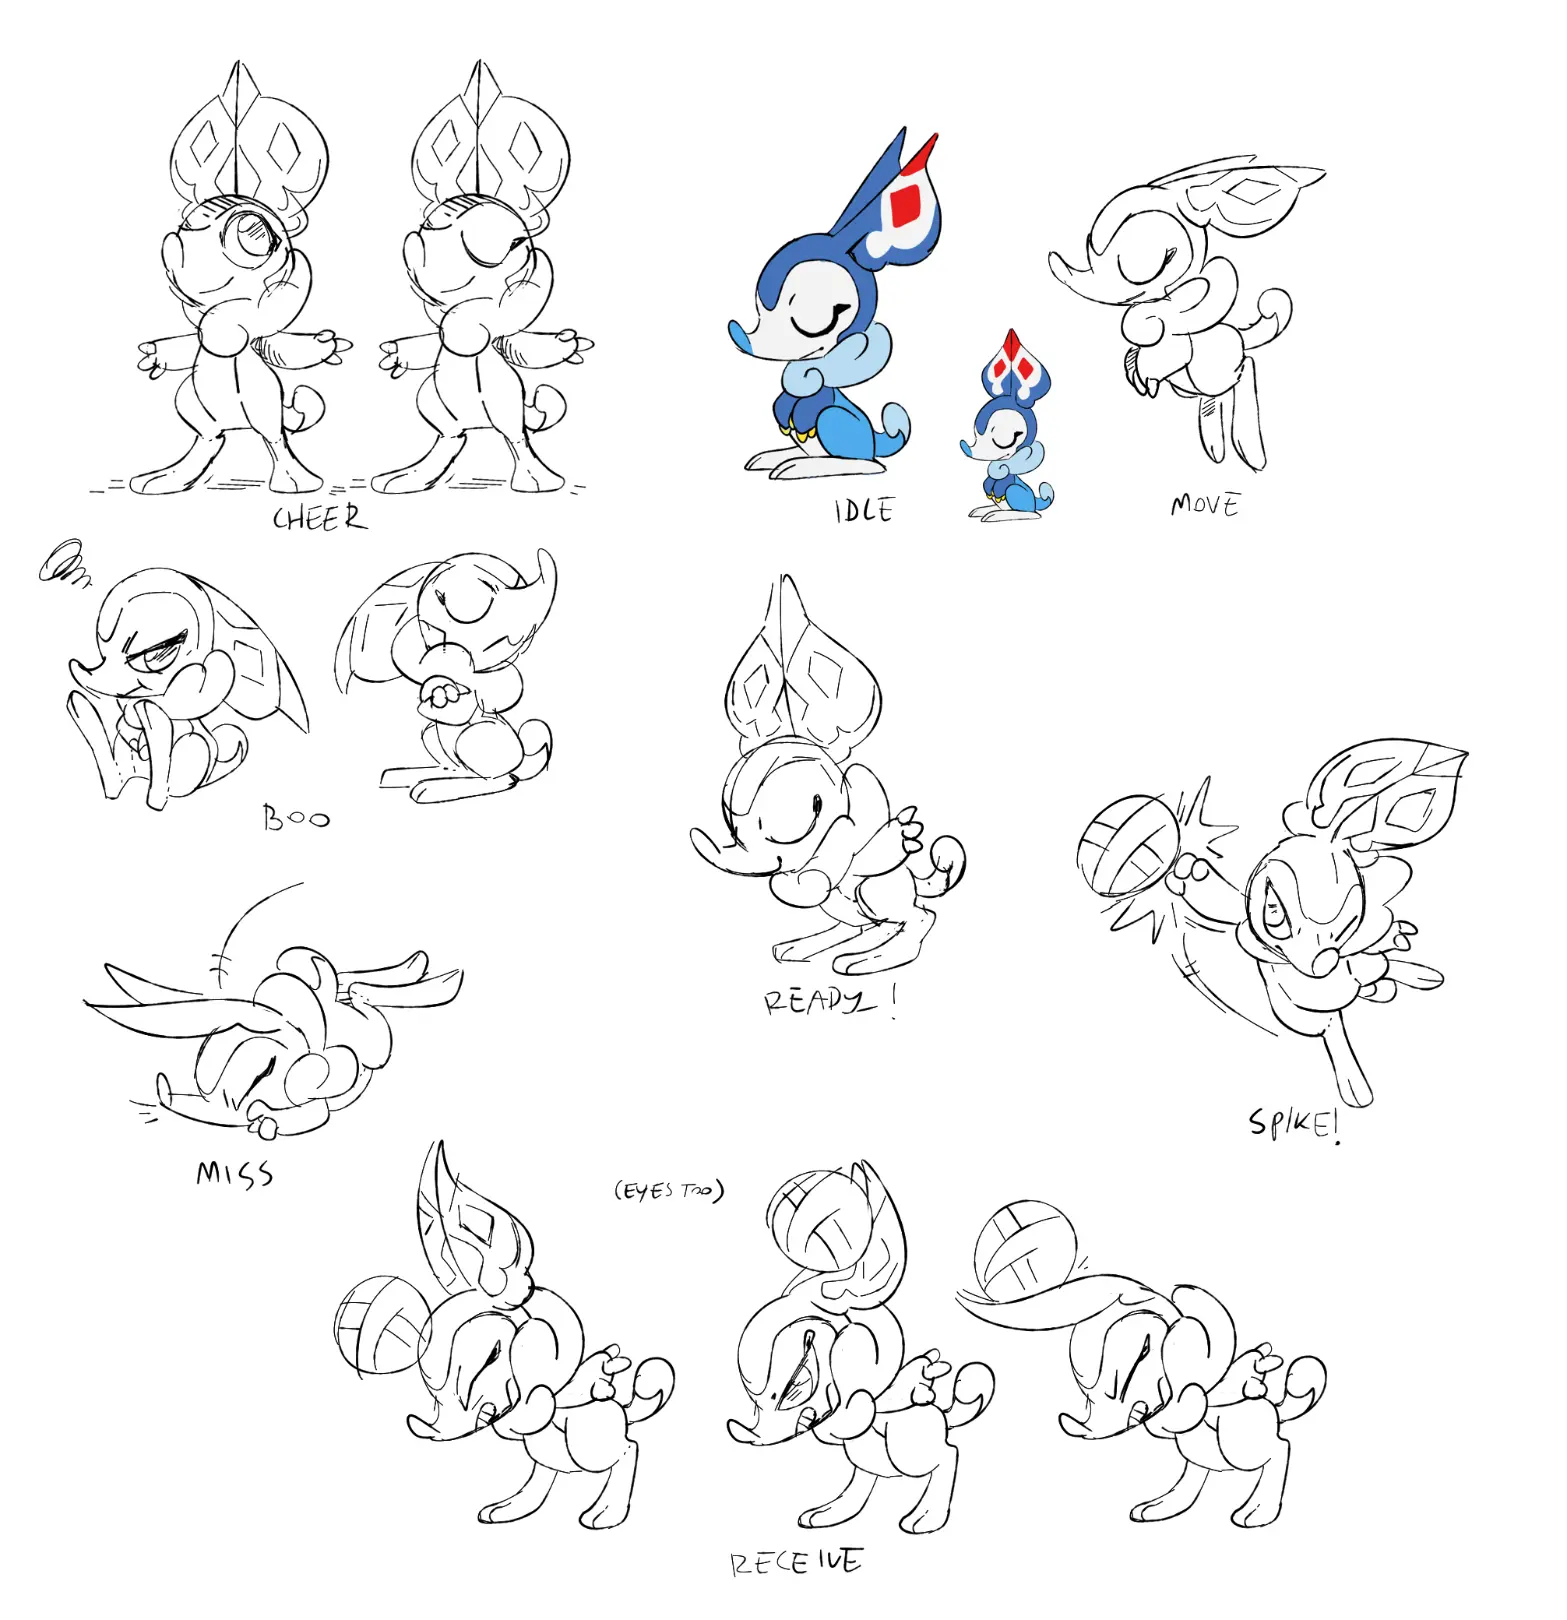 CHEER
IDLE
MOVE
BOO
READY!
SPIKE!
MISS
(EYES TOO)
RECEIVE